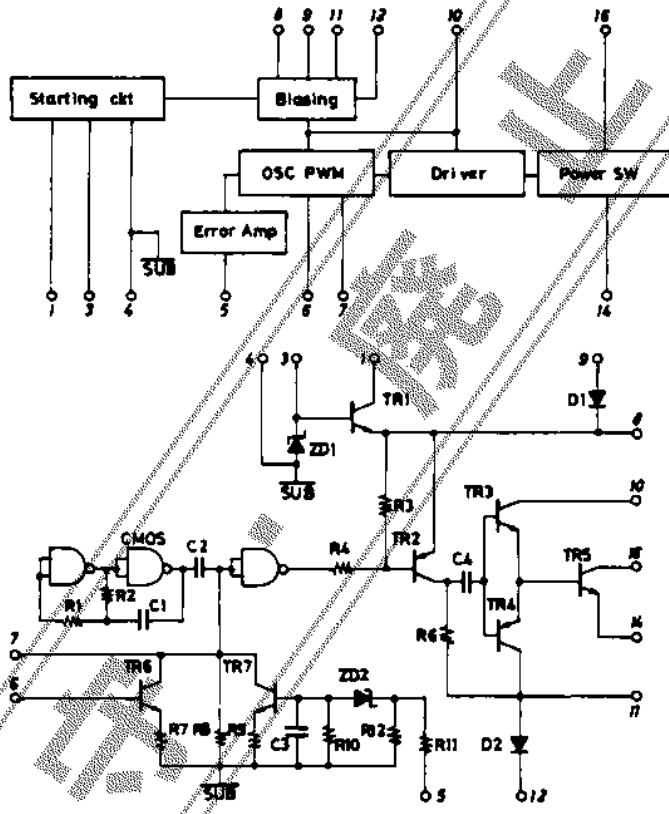 8 9 11 12 10 16
Starting ckt
Biasing
OSC PWM
Driver
Power SW
Error Amp
SUB
1 3 4 5 6 7 14
4 3 1 9
TR1
D1
8
ZD1
SUB
R3
TR3
10
CMOS
C2
R4
TR2
C4
TR5
16
R2
R1
C1
TR4
14
R6
7
TR6
TR7
ZD2
11
6
R7
R8
R9
C3
R10
R12
R11
D2
SUB
5
12